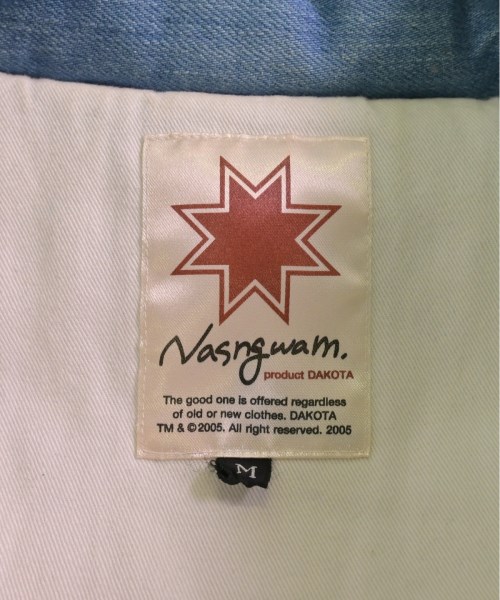 Nasngwam.
product DAKOTA
The good one is offered regardless
of old or new clothes. DAKOTA
TM & © 2005. All right reserved. 2005
M